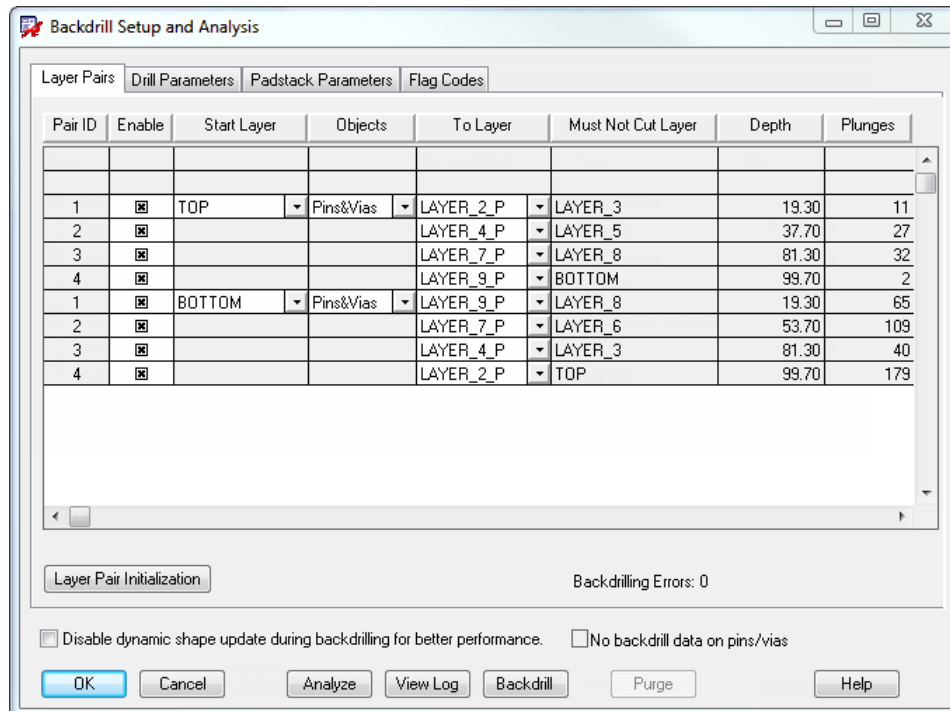 Backdrill Setup and Analysis
Layer Pairs Drill Parameters Padstack Parameters Flag Codes
Pair ID Enable Start Layer Objects To Layer Must Not Cut Layer Depth Plunges
1 TOP Pins&Vias LAYER_2_P LAYER_3 19.30 11
2 LAYER_4_P LAYER_5 37.70 27
3 LAYER_7_P LAYER_8 81.30 32
4 LAYER_9_P BOTTOM 99.70 2
1 BOTTOM Pins&Vias LAYER_9_P LAYER_8 19.30 65
2 LAYER_7_P LAYER_6 53.70 109
3 LAYER_4_P LAYER_3 81.30 40
4 LAYER_2_P TOP 99.70 179
Layer Pair Initialization Backdrilling Errors: 0
Disable dynamic shape update during backdrilling for better performance. No backdrill data on pins/vias
OK Cancel Analyze View Log Backdrill Purge Help